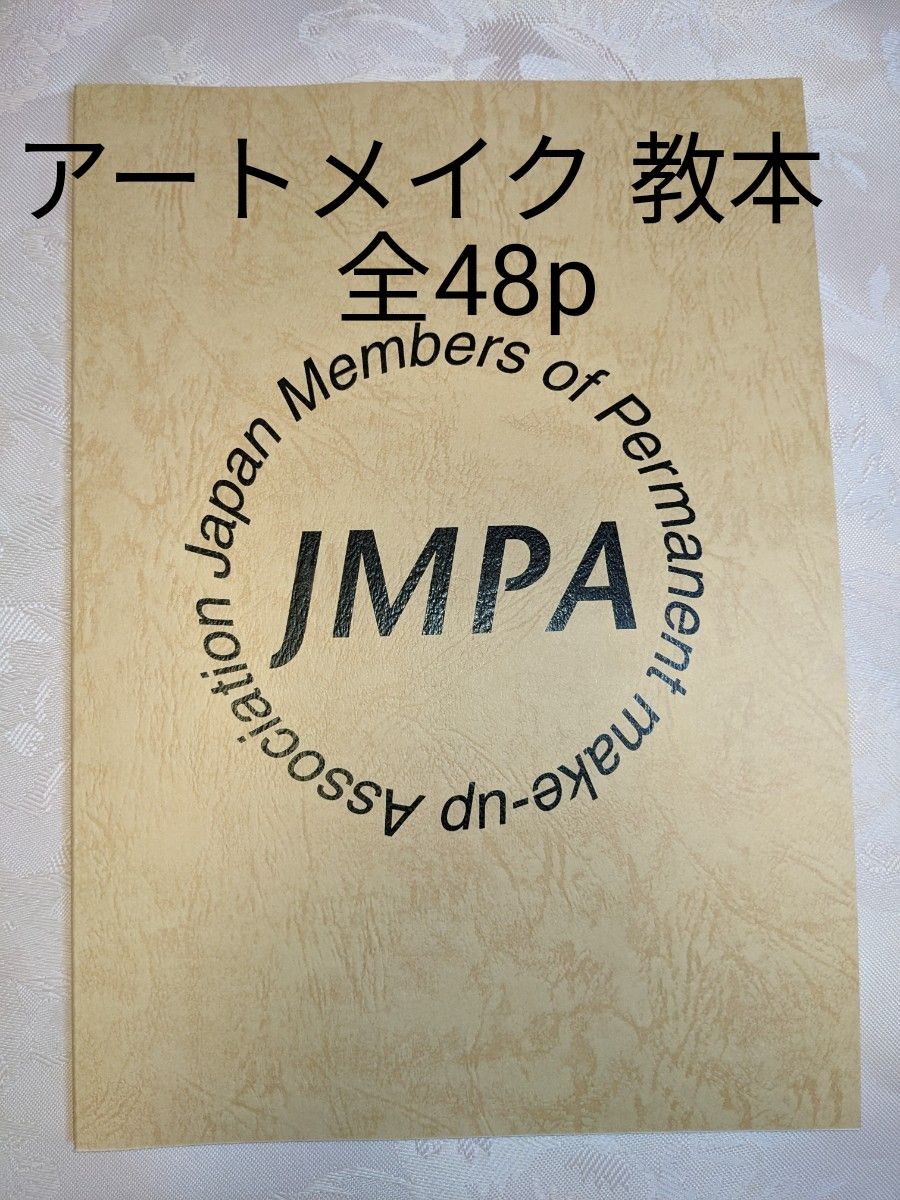 アートメイク 教本
全48p
Japan Members of Permanent make-up Association
JMPA